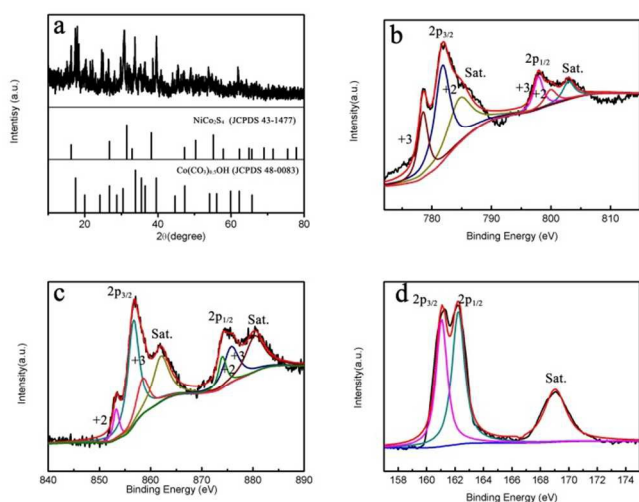 a
Intentisy (a.u.)
NiCo₂S₄ (JCPDS 43-1477)
Co(CO₃)₀.₅OH (JCPDS 48-0083)
0 20 40 60 80
2θ(degree)
b
Intensity(a.u.)
2p₃/₂
+2
Sat.
+3
2p₁/₂
+3
+2
Sat.
780 790 800 810
Binding Energy (eV)
c
Intensity(a.u.)
2p₃/₂
Sat.
+3
+2
2p₁/₂
Sat.
+3
+2
840 850 860 870 880 890
Binding Energy (eV)
d
Intensity(a.u.)
2p₃/₂
2p₁/₂
Sat.
158 160 162 164 166 168 170 172 174
Binding Energy (eV)